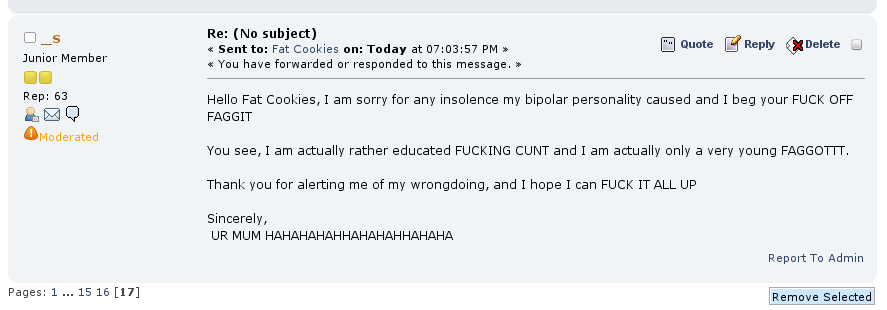 __s
Junior Member
Rep: 63
Moderated
Re: (No subject)
« Sent to: Fat Cookies on: Today at 07:03:57 PM »
« You have forwarded or responded to this message. »
Quote Reply Delete
Hello Fat Cookies, I am sorry for any insolence my bipolar personality caused and I beg your FUCK OFF
FAGGIT
You see, I am actually rather educated FUCKING CUNT and I am actually only a very young FAGGOTTT.
Thank you for alerting me of my wrongdoing, and I hope I can FUCK IT ALL UP
Sincerely,
UR MUM HAHAHAHAHHAHAHAHHAHAHA
Report To Admin
Pages: 1 ... 15 16 [17]
Remove Selected